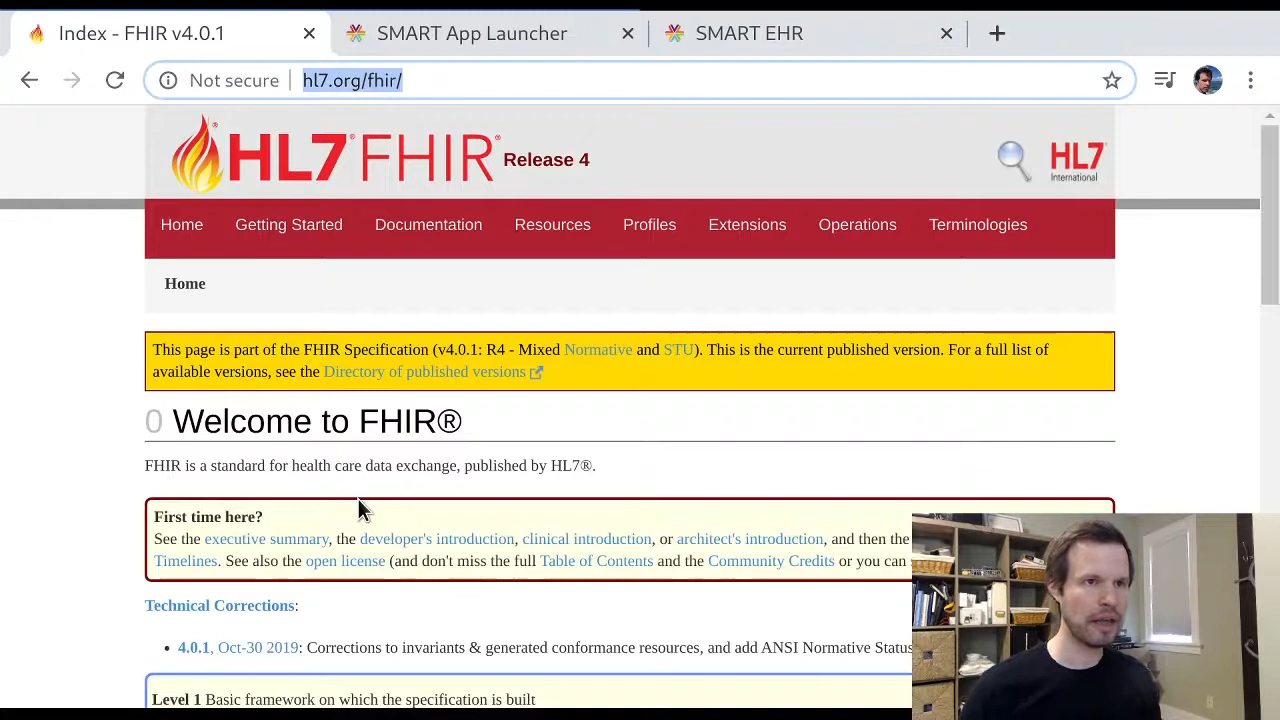 Index - FHIR v4.0.1
SMART App Launcher
SMART EHR
Not secure
hl7.org/fhir/
HL7® FHIR® Release 4
HL7®
International
Home Getting Started Documentation Resources Profiles Extensions Operations Terminologies
Home
This page is part of the FHIR Specification (v4.0.1: R4 - Mixed Normative and STU). This is the current published version. For a full list of
available versions, see the Directory of published versions
0 Welcome to FHIR®
FHIR is a standard for health care data exchange, published by HL7®.
First time here?
See the executive summary, the developer's introduction, clinical introduction, or architect's introduction, and then the
Timelines. See also the open license (and don't miss the full Table of Contents and the Community Credits or you can
Technical Corrections:
• 4.0.1, Oct-30 2019: Corrections to invariants & generated conformance resources, and add ANSI Normative Status
Level 1 Basic framework on which the specification is built